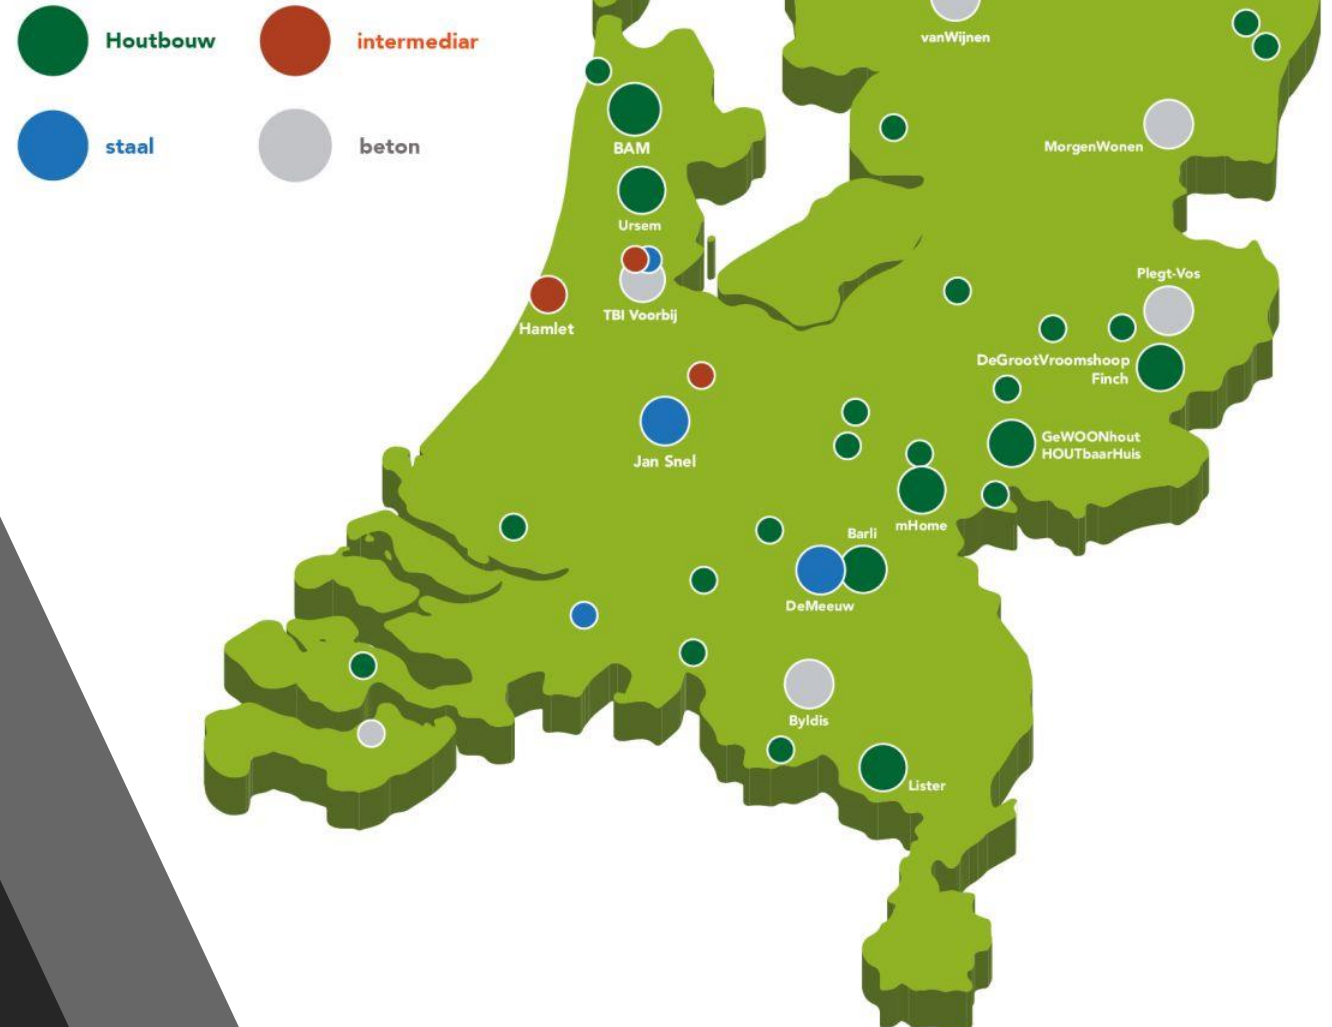 Houtbouw
intermediar
staal
beton
vanWijnen
BAM
MorgenWonen
Ursem
Plegt-Vos
TBI Voorbij
Hamlet
DeGrootVroomshoop
Finch
GeWOONhout
HOUTbaarHuis
Jan Snel
mHome
Barli
DeMeeuw
Byldis
Lister